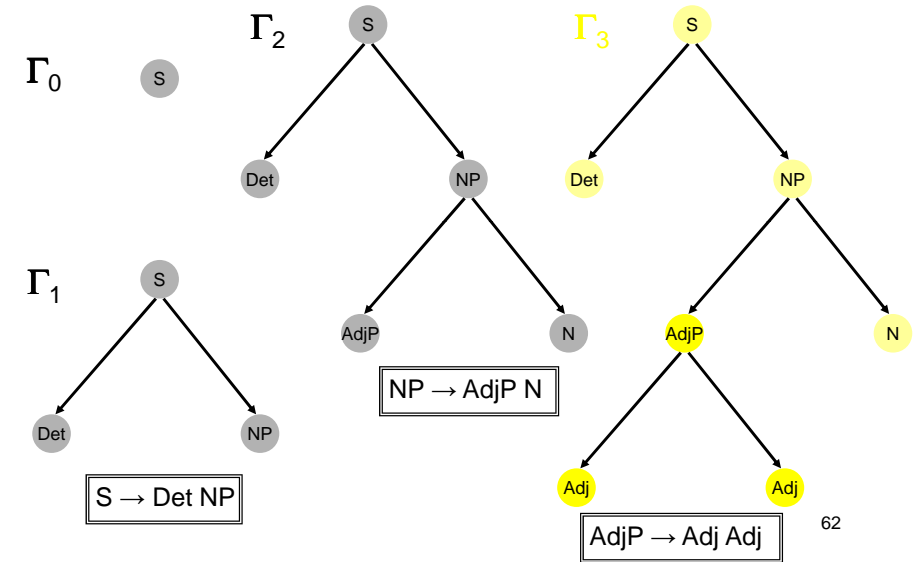 Γ0
S
Γ1
S
Det
NP
S → Det NP
Γ2
S
Det
NP
AdjP
N
NP → AdjP N
Γ3
S
Det
NP
AdjP
N
Adj
Adj
AdjP → Adj Adj
62